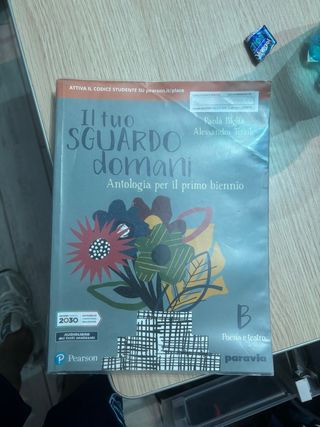 ATTIVA IL CODICE STUDENTE SU pearson.it/place
Paola Biglia
Alessandra Terrile
Il tuo
SGUARDO
domani
Antologia per il primo biennio
2030
AUDIOLIBRO
B
Poesia e teatro
Pearson
paravia